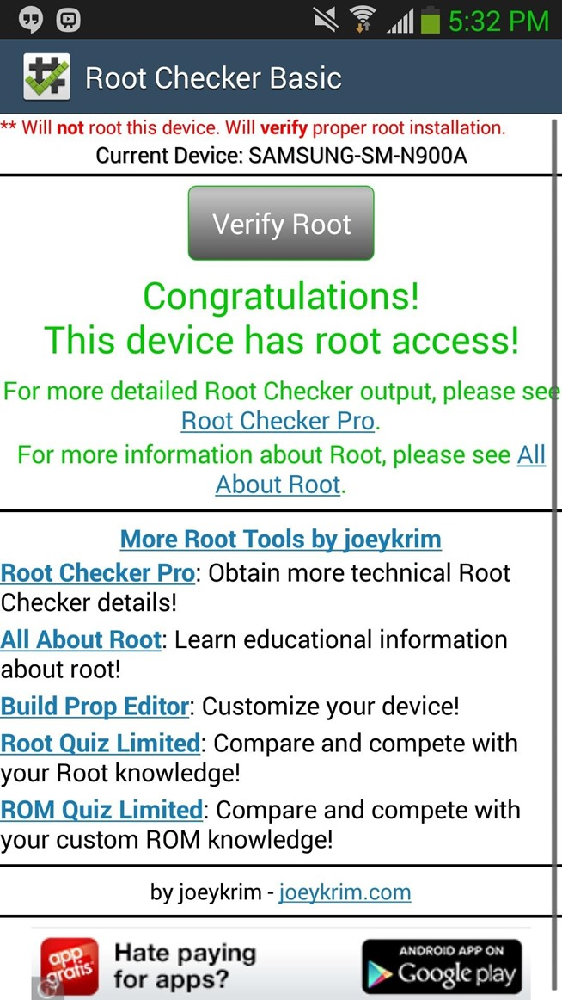 5:32 PM
Root Checker Basic
** Will not root this device. Will verify proper root installation.
Current Device: SAMSUNG-SM-N900A
Verify Root
Congratulations!
This device has root access!
For more detailed Root Checker output, please see
Root Checker Pro.
For more information about Root, please see All
About Root.
More Root Tools by joeykrim
Root Checker Pro: Obtain more technical Root
Checker details!
All About Root: Learn educational information
about root!
Build Prop Editor: Customize your device!
Root Quiz Limited: Compare and compete with
your Root knowledge!
ROM Quiz Limited: Compare and compete with
your custom ROM knowledge!
by joeykrim - joeykrim.com
app
gratis
Hate paying
for apps?
ANDROID APP ON
Google play